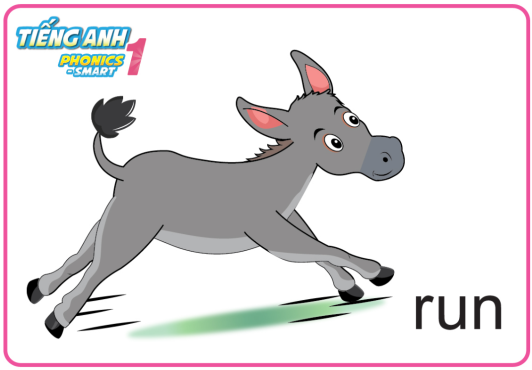 TIẾNG ANH 1
PHONICS
-SMART
run